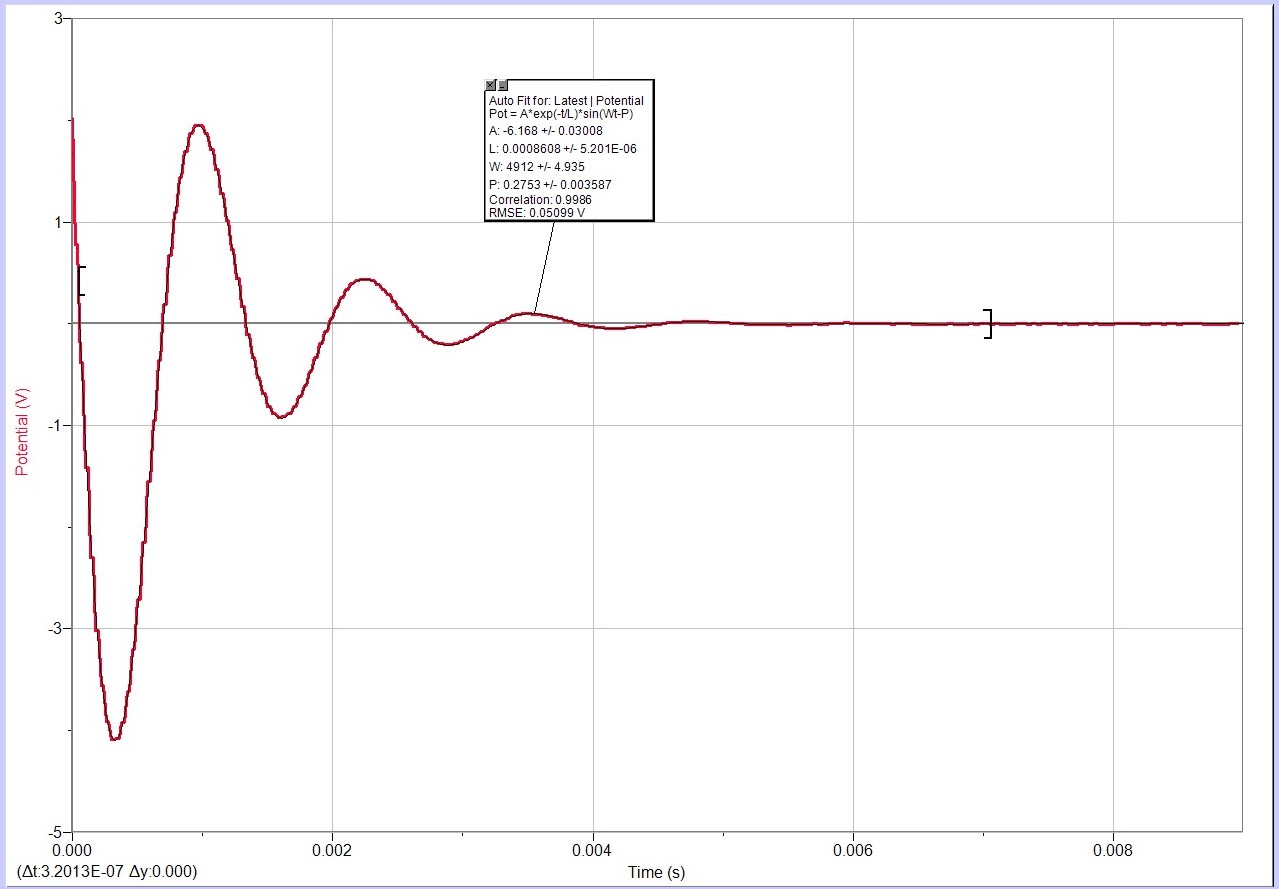 3
Auto Fit for: Latest | Potential
Pot = A*exp(-t/L)*sin(Wt-P)
A: -6.168 +/- 0.03008
L: 0.0008608 +/- 5.201E-06
W: 4912 +/- 4.935
P: 0.2753 +/- 0.003587
Correlation: 0.9986
RMSE: 0.05099 V
1
Potential (V)
-1
-3
-5
0.000 0.002 0.004 0.006 0.008
(Δt:3.2013E-07 Δy:0.000) Time (s)